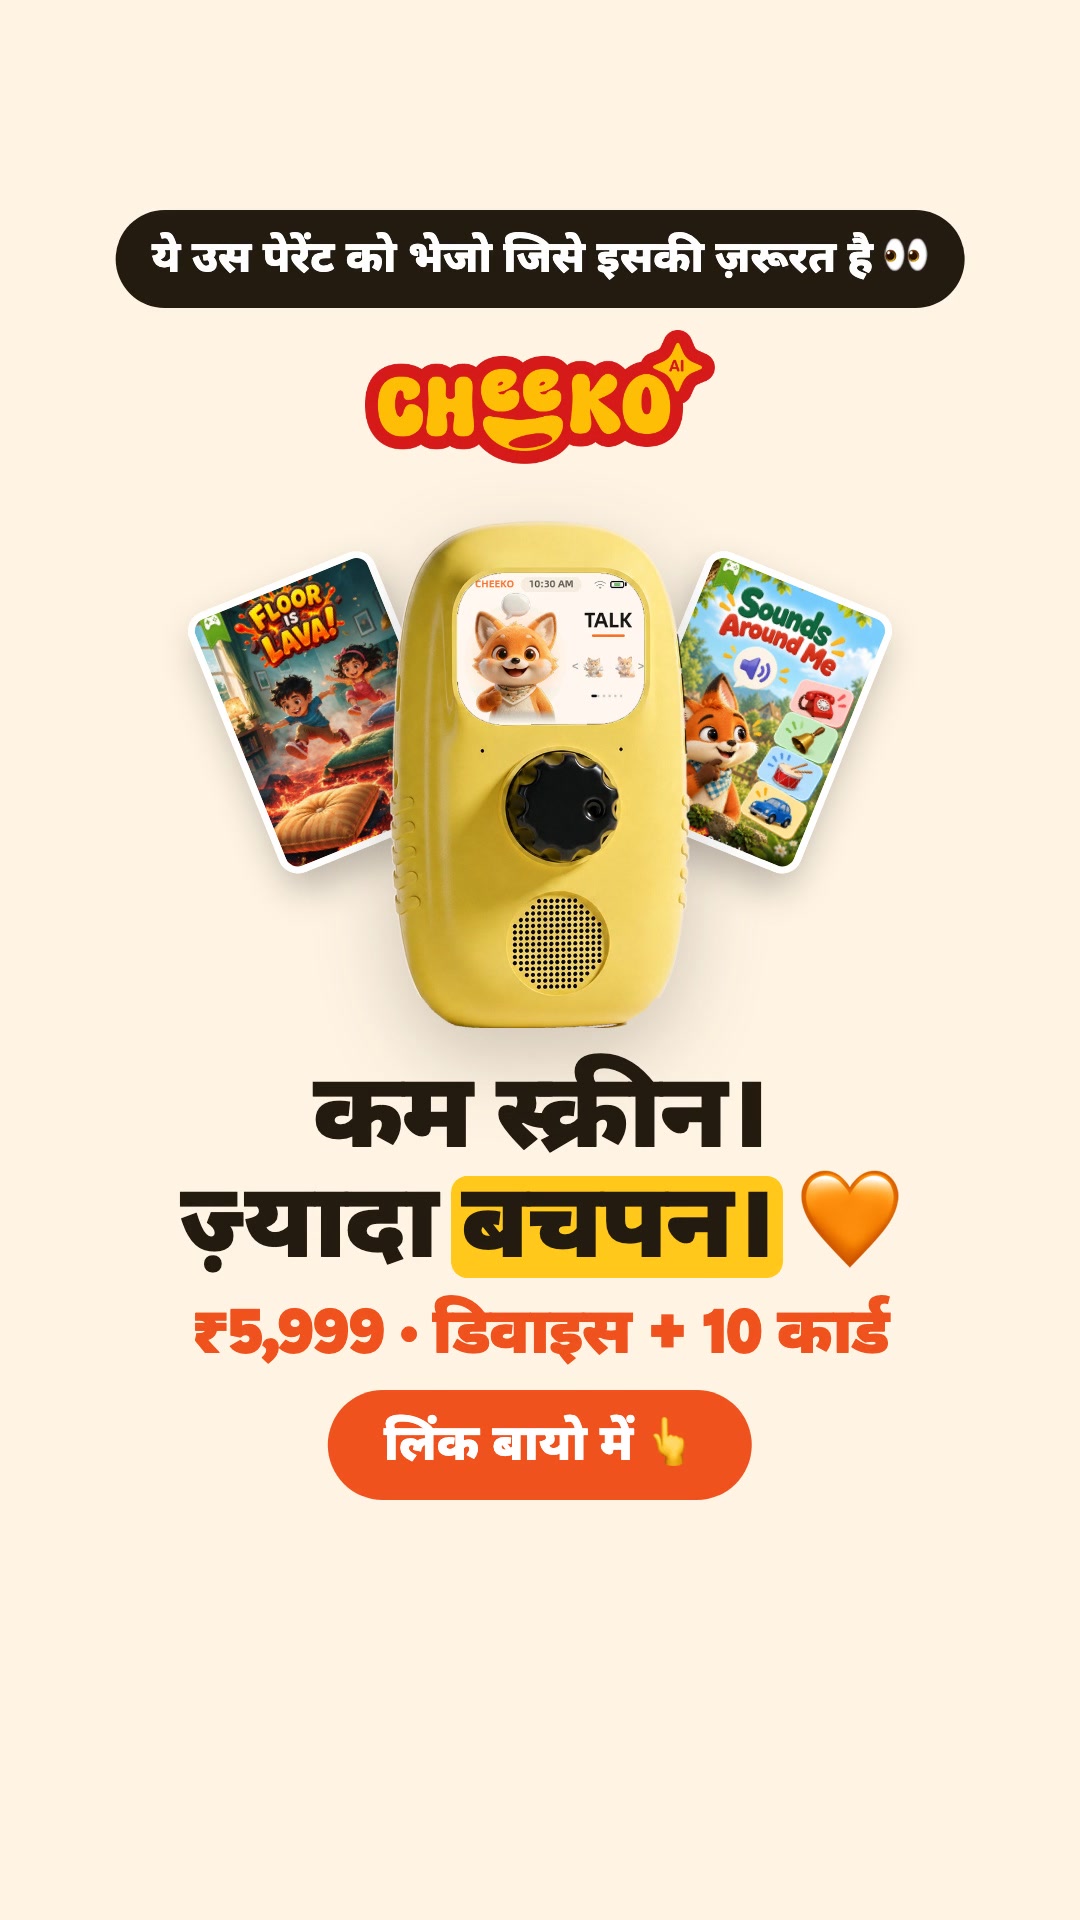 ये उस पेरेंट को भेजो जिसे इसकी ज़रूरत है 👀
CHEEKO AI
FLOOR
IS
LAVA!
CHEEKO 10:30 AM
TALK
< >
Sounds
Around Me
कम स्क्रीन।
ज़्यादा बचपन। 🧡
₹5,999 • डिवाइस + 10 कार्ड
लिंक बायो में 👆